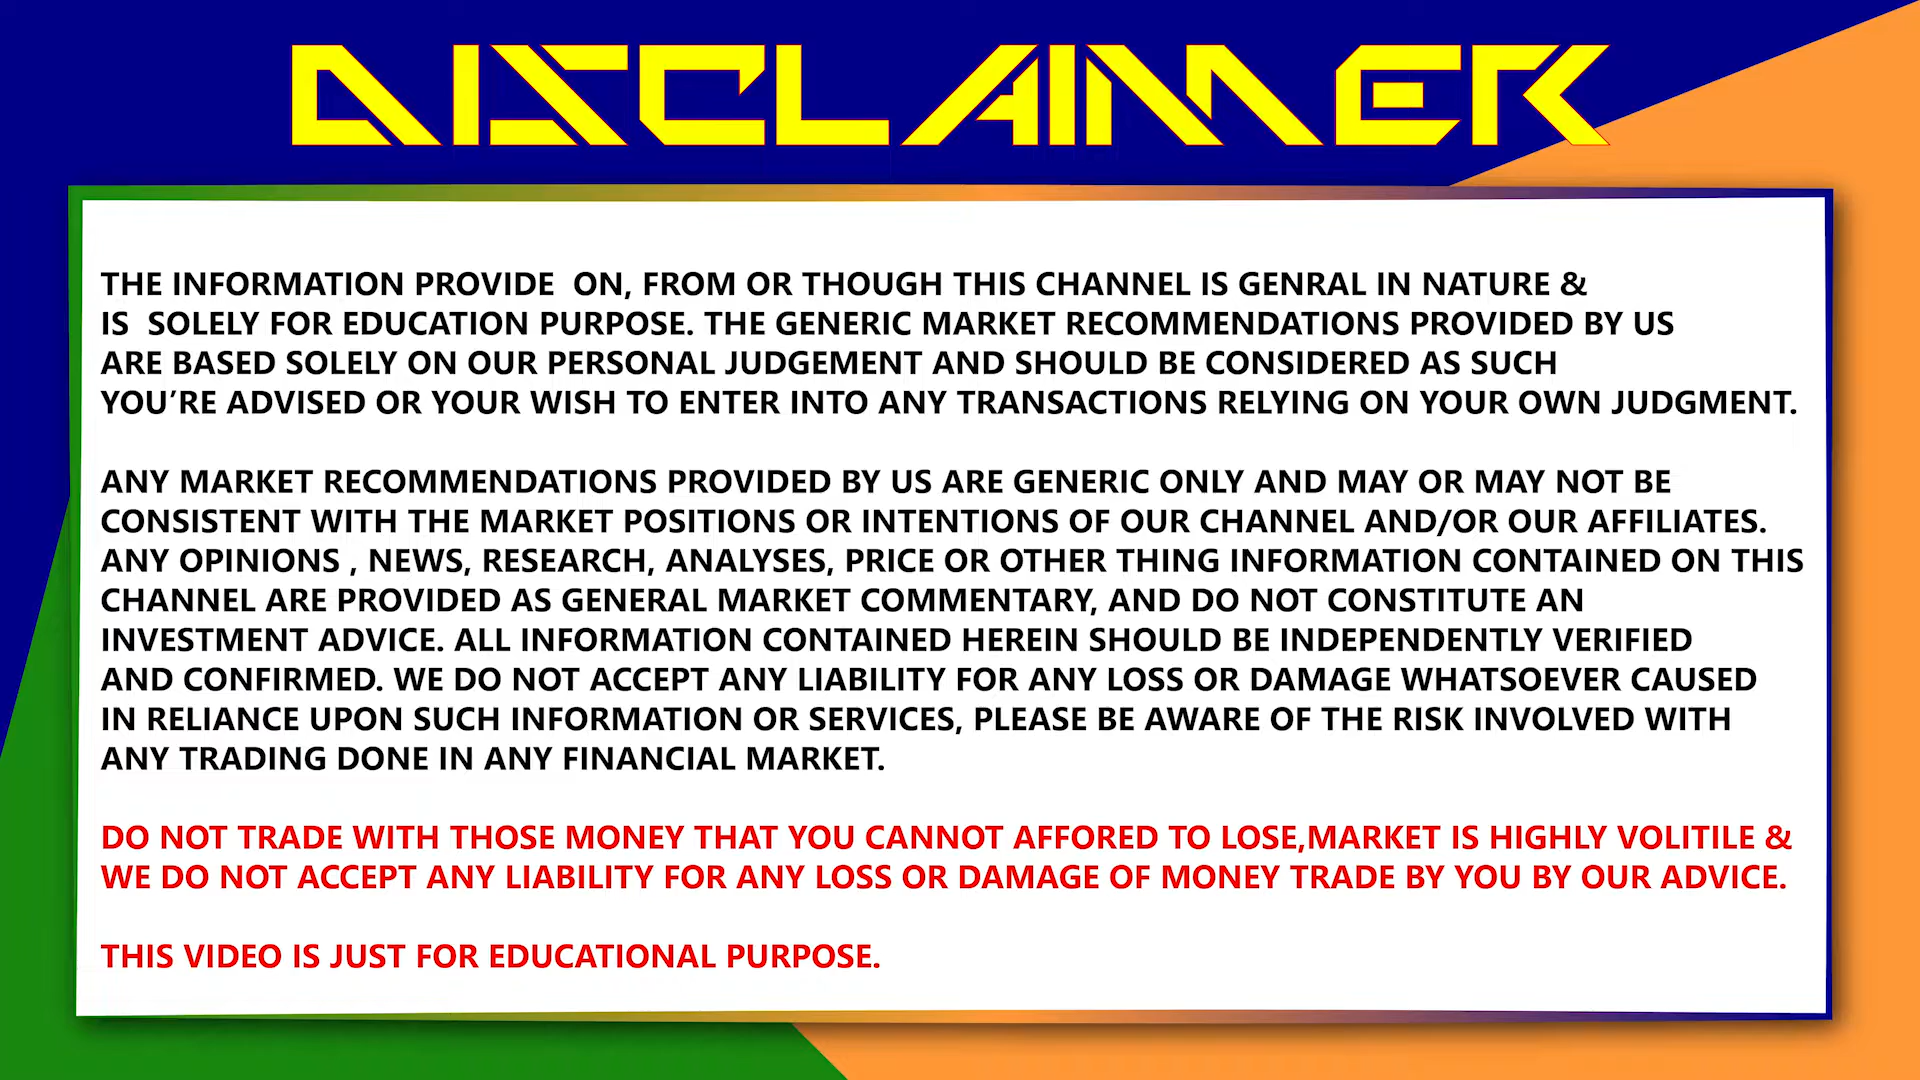 DISCLAIMER
THE INFORMATION PROVIDE  ON, FROM OR THOUGH THIS CHANNEL IS GENRAL IN NATURE &
IS  SOLELY FOR EDUCATION PURPOSE. THE GENERIC MARKET RECOMMENDATIONS PROVIDED BY US
ARE BASED SOLELY ON OUR PERSONAL JUDGEMENT AND SHOULD BE CONSIDERED AS SUCH
YOU’RE ADVISED OR YOUR WISH TO ENTER INTO ANY TRANSACTIONS RELYING ON YOUR OWN JUDGMENT.
ANY MARKET RECOMMENDATIONS PROVIDED BY US ARE GENERIC ONLY AND MAY OR MAY NOT BE
CONSISTENT WITH THE MARKET POSITIONS OR INTENTIONS OF OUR CHANNEL AND/OR OUR AFFILIATES.
ANY OPINIONS , NEWS, RESEARCH, ANALYSES, PRICE OR OTHER THING INFORMATION CONTAINED ON THIS
CHANNEL ARE PROVIDED AS GENERAL MARKET COMMENTARY, AND DO NOT CONSTITUTE AN
INVESTMENT ADVICE. ALL INFORMATION CONTAINED HEREIN SHOULD BE INDEPENDENTLY VERIFIED
AND CONFIRMED. WE DO NOT ACCEPT ANY LIABILITY FOR ANY LOSS OR DAMAGE WHATSOEVER CAUSED
IN RELIANCE UPON SUCH INFORMATION OR SERVICES, PLEASE BE AWARE OF THE RISK INVOLVED WITH
ANY TRADING DONE IN ANY FINANCIAL MARKET.
DO NOT TRADE WITH THOSE MONEY THAT YOU CANNOT AFFORED TO LOSE,MARKET IS HIGHLY VOLITILE &
WE DO NOT ACCEPT ANY LIABILITY FOR ANY LOSS OR DAMAGE OF MONEY TRADE BY YOU BY OUR ADVICE.
THIS VIDEO IS JUST FOR EDUCATIONAL PURPOSE.